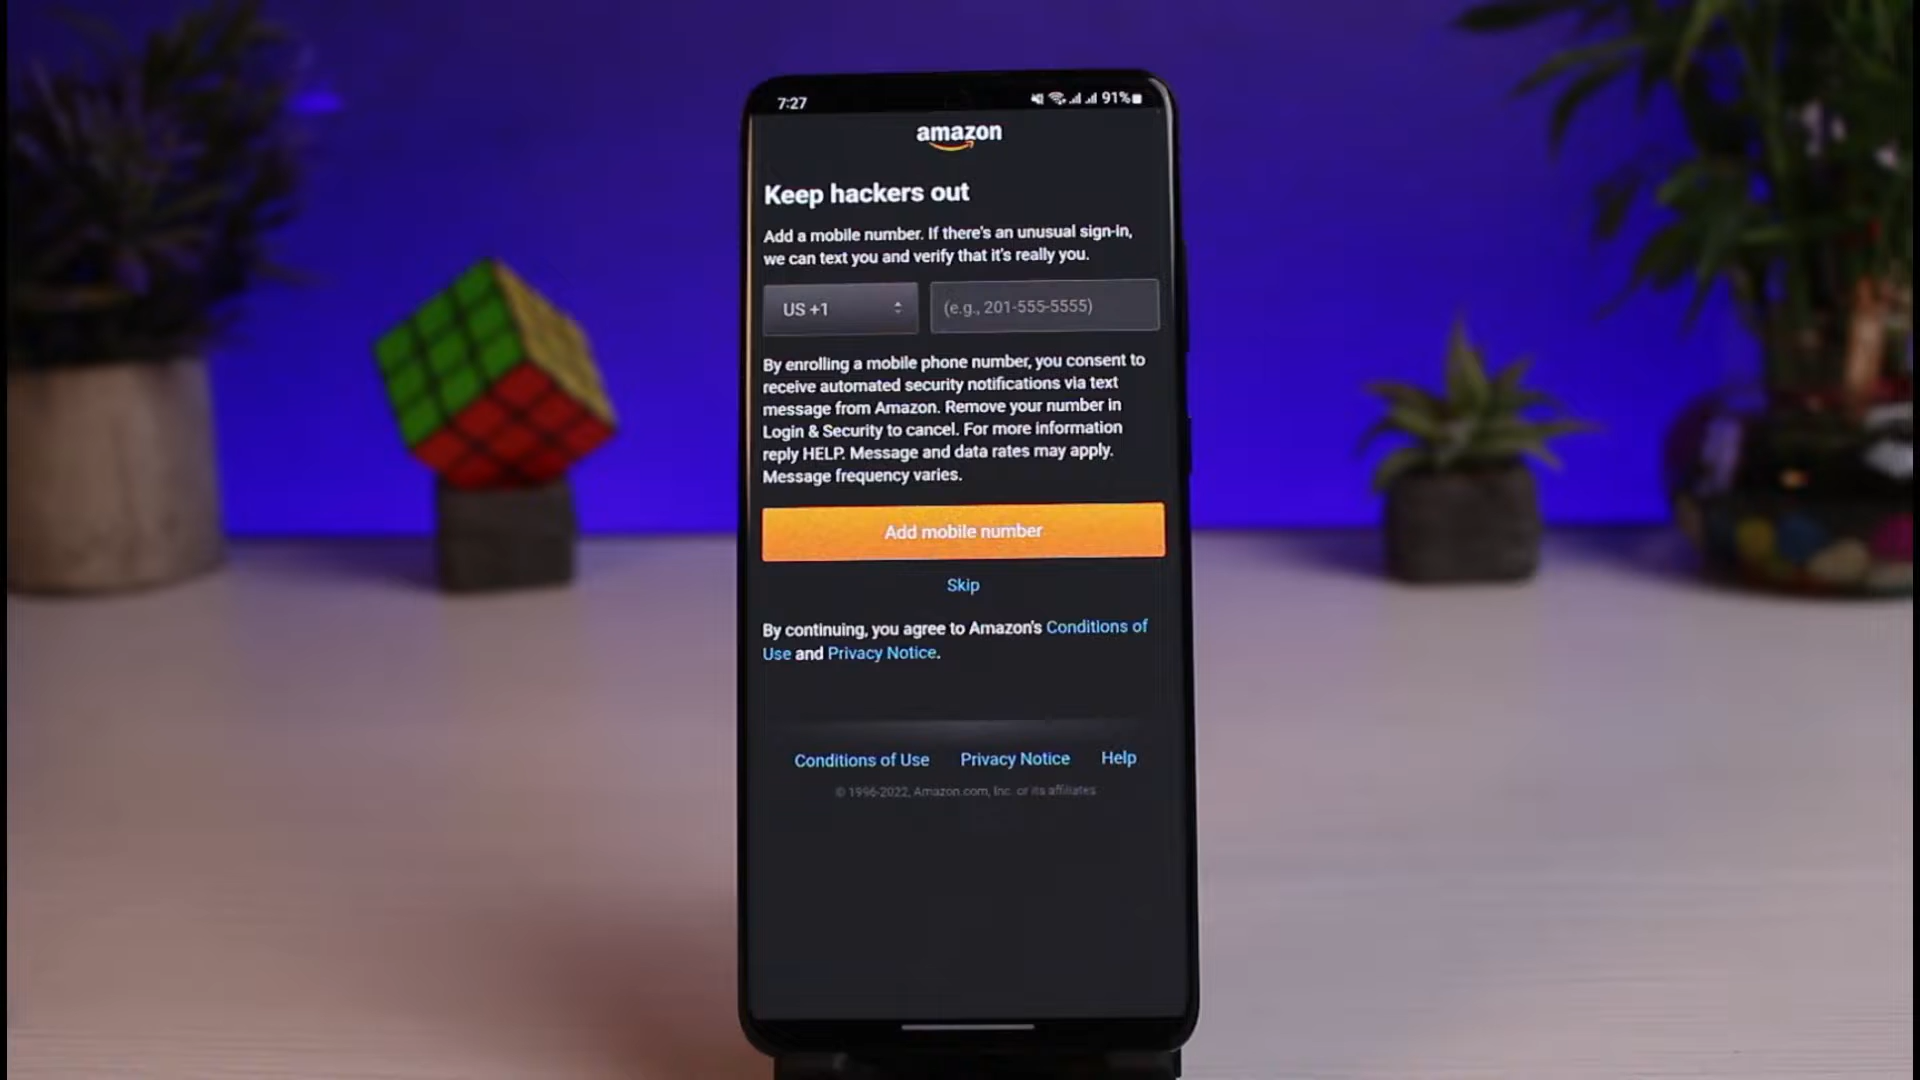 7:27
91%
amazon
Keep hackers out
Add a mobile number. If there's an unusual sign-in,
we can text you and verify that it's really you.
US +1
(e.g., 201-555-5555)
By enrolling a mobile phone number, you consent to
receive automated security notifications via text
message from Amazon. Remove your number in
Login & Security to cancel. For more information
reply HELP. Message and data rates may apply.
Message frequency varies.
Add mobile number
Skip
By continuing, you agree to Amazon's Conditions of
Use and Privacy Notice.
Conditions of Use Privacy Notice Help
© 1996-2022, Amazon.com, Inc. or its affiliates